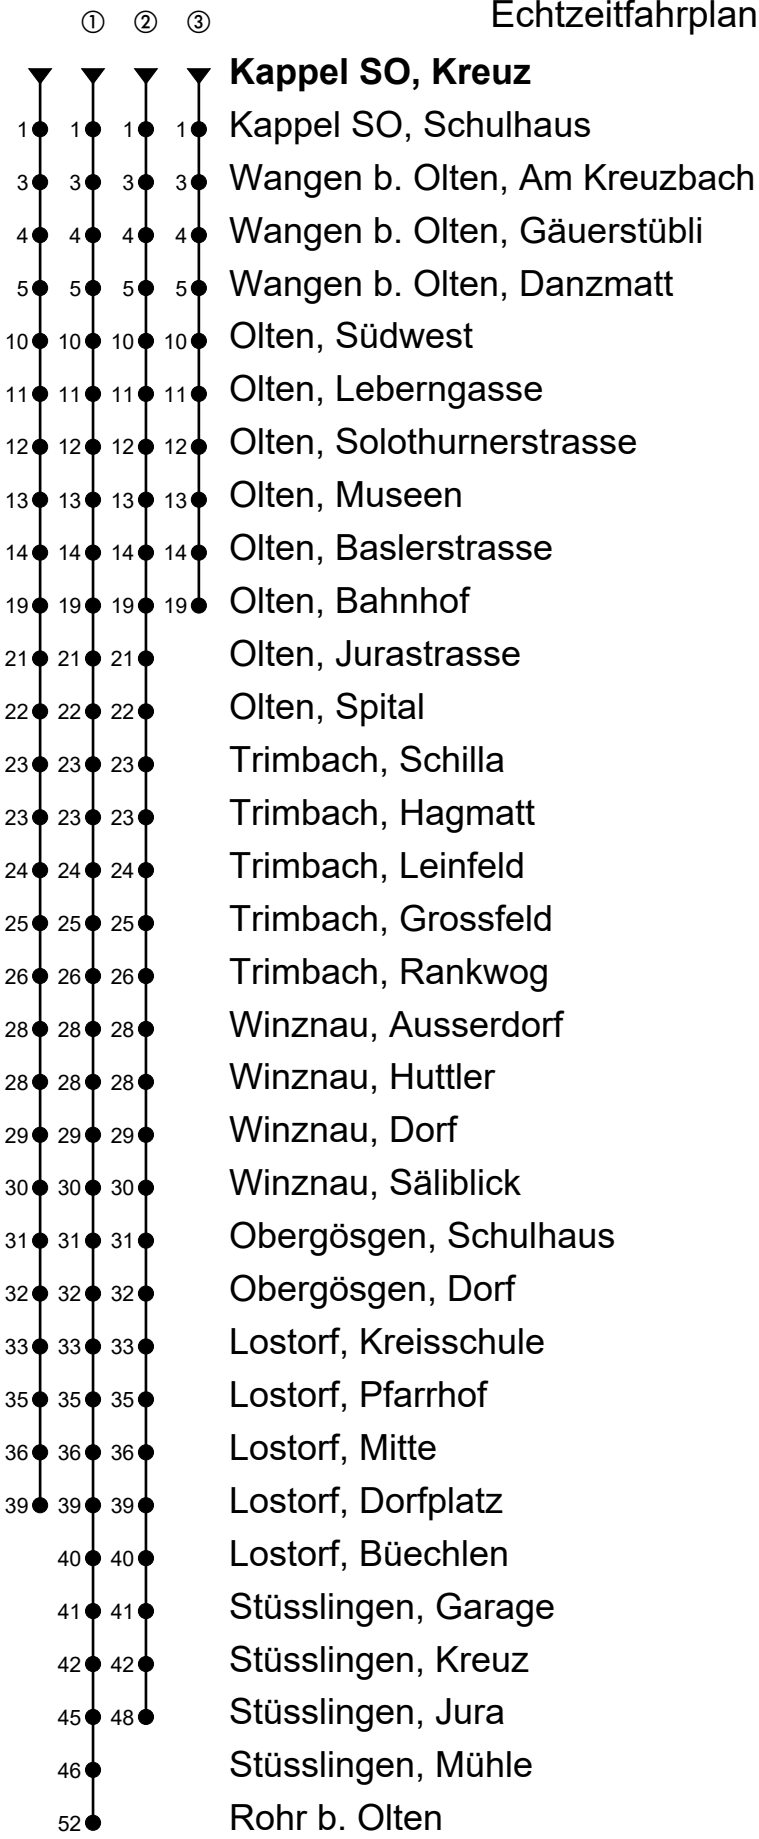 Echtzeitfahrplan
① ② ③
Kappel SO, Kreuz
1 1 1 1 Kappel SO, Schulhaus
3 3 3 3 Wangen b. Olten, Am Kreuzbach
4 4 4 4 Wangen b. Olten, Gäuerstübli
5 5 5 5 Wangen b. Olten, Danzmatt
10 10 10 10 Olten, Südwest
11 11 11 11 Olten, Leberngasse
12 12 12 12 Olten, Solothurnerstrasse
13 13 13 13 Olten, Museen
14 14 14 14 Olten, Baslerstrasse
19 19 19 19 Olten, Bahnhof
21 21 21 Olten, Jurastrasse
22 22 22 Olten, Spital
23 23 23 Trimbach, Schilla
23 23 23 Trimbach, Hagmatt
24 24 24 Trimbach, Leinfeld
25 25 25 Trimbach, Grossfeld
26 26 26 Trimbach, Rankwog
28 28 28 Winznau, Ausserdorf
28 28 28 Winznau, Huttler
29 29 29 Winznau, Dorf
30 30 30 Winznau, Säliblick
31 31 31 Obergösgen, Schulhaus
32 32 32 Obergösgen, Dorf
33 33 33 Lostorf, Kreisschule
35 35 35 Lostorf, Pfarrhof
36 36 36 Lostorf, Mitte
39 39 39 Lostorf, Dorfplatz
40 40 Lostorf, Büechlen
41 41 Stüsslingen, Garage
42 42 Stüsslingen, Kreuz
45 48 Stüsslingen, Jura
46 Stüsslingen, Mühle
52 Rohr b. Olten